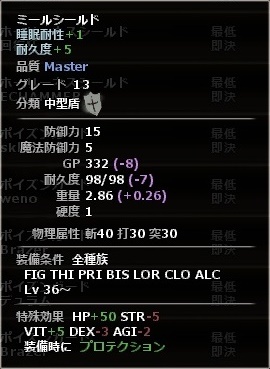 ミールシールド
睡眠耐性+1
耐久度+5
品質 Master
グレード 13
分類 中型盾
防御力 15
魔法防御力 5
GP 332 (-8)
耐久度 98/98 (-7)
重量 2.86 (+0.26)
硬度 1
物理属性 斬40 打30 突30
装備条件 全種族
FIG THI PRI BIS LOR CLO ALC
Lv 36～
特殊効果 HP+50 STR-5
VIT+5 DEX-3 AGI-2
装備時に プロテクション